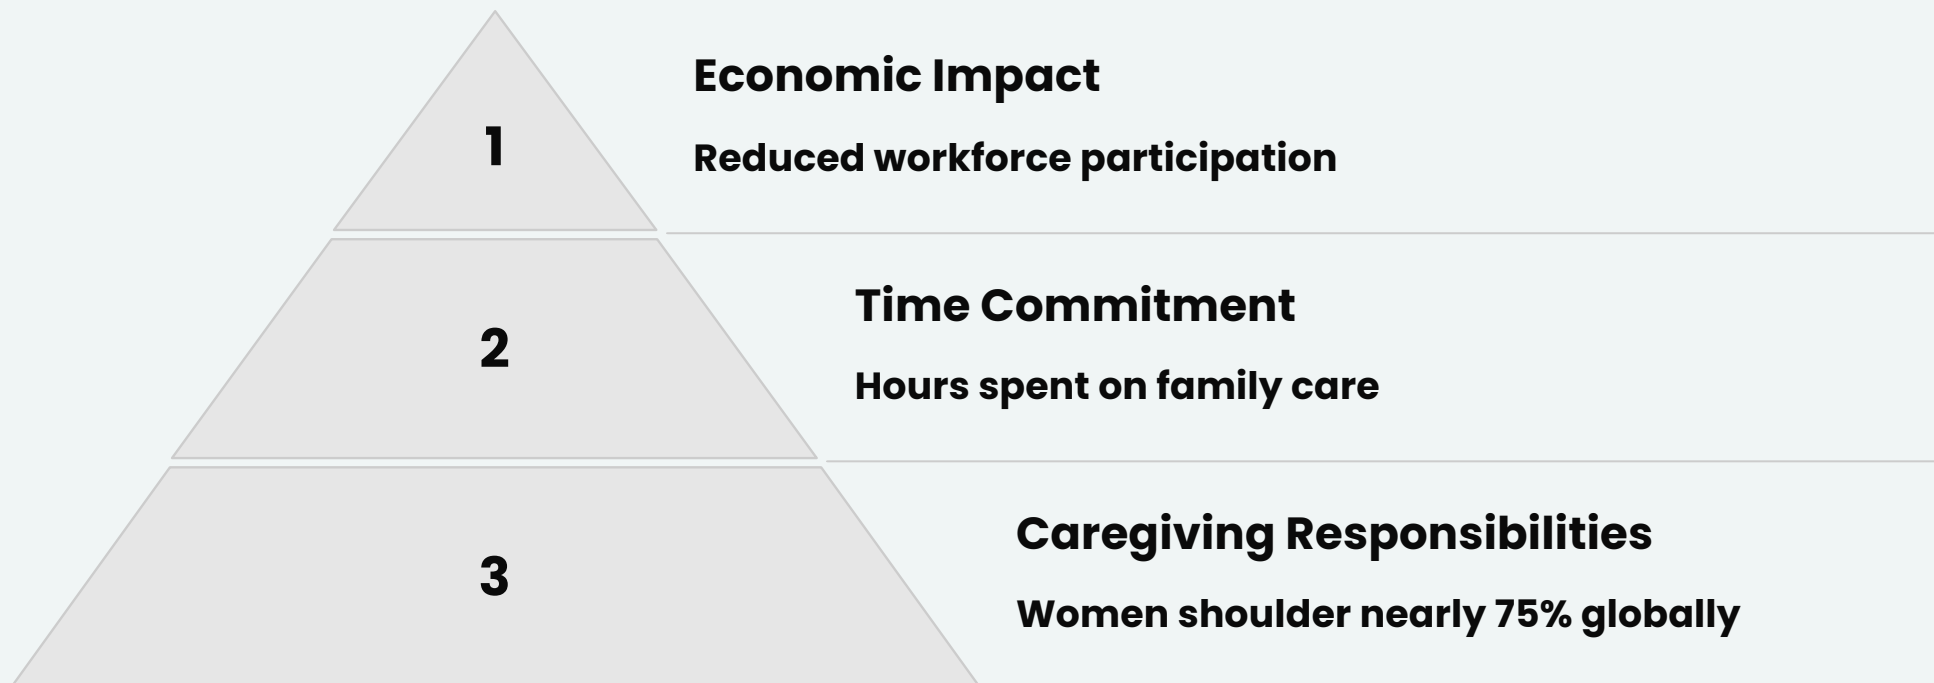 1
Economic Impact
Reduced workforce participation
2
Time Commitment
Hours spent on family care
3
Caregiving Responsibilities
Women shoulder nearly 75% globally